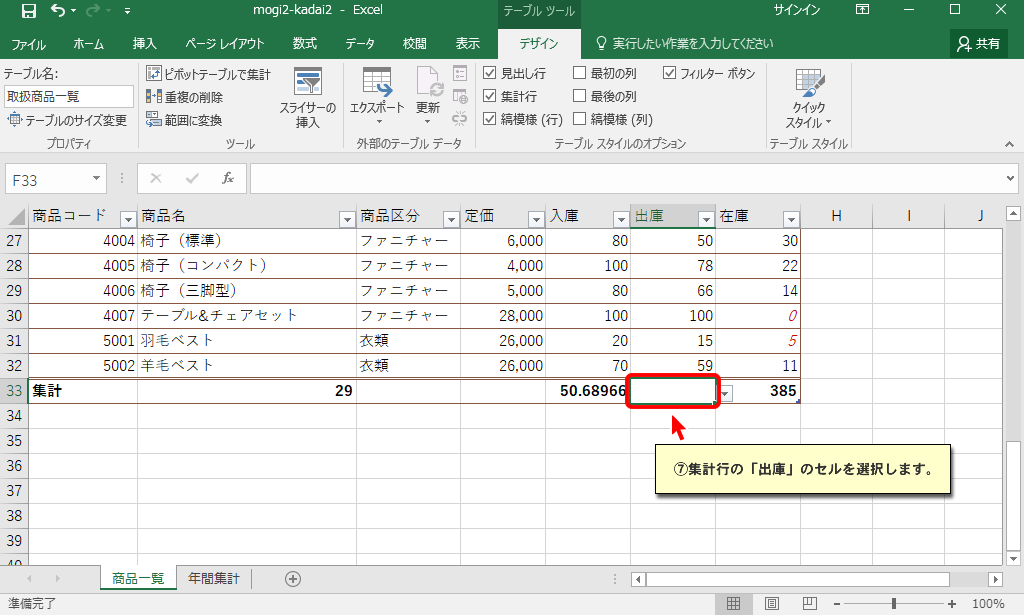 mogi2-kadai2 - Excel
テーブル ツール
サインイン
ファイル ホーム 挿入 ページ レイアウト 数式 データ 校閲 表示 デザイン 実行したい作業を入力してください 共有
テーブル名:
取扱商品一覧
テーブルのサイズ変更
プロパティ
ピボットテーブルで集計
重複の削除
範囲に変換
スライサーの
挿入
ツール
エクスポート
更新
外部のテーブル データ
見出し行 最初の列 フィルター ボタン
集計行 最後の列
縞模様 (行) 縞模様 (列)
テーブル スタイルのオプション
クイック
スタイル
テーブル スタイル
F33
fx
商品コード 商品名 商品区分 定価 入庫 出庫 在庫 H I J
27 4004 椅子（標準） ファニチャー 6,000 80 50 30
28 4005 椅子（コンパクト） ファニチャー 4,000 100 78 22
29 4006 椅子（三脚型） ファニチャー 5,000 80 66 14
30 4007 テーブル&チェアセット ファニチャー 28,000 100 100 0
31 5001 羽毛ベスト 衣類 26,000 20 15 5
32 5002 羊毛ベスト 衣類 26,000 70 59 11
33 集計 29 50.68966 385
34
35
36
37
38
39
40
⑦集計行の「出庫」のセルを選択します。
商品一覧 年間集計
準備完了
100%